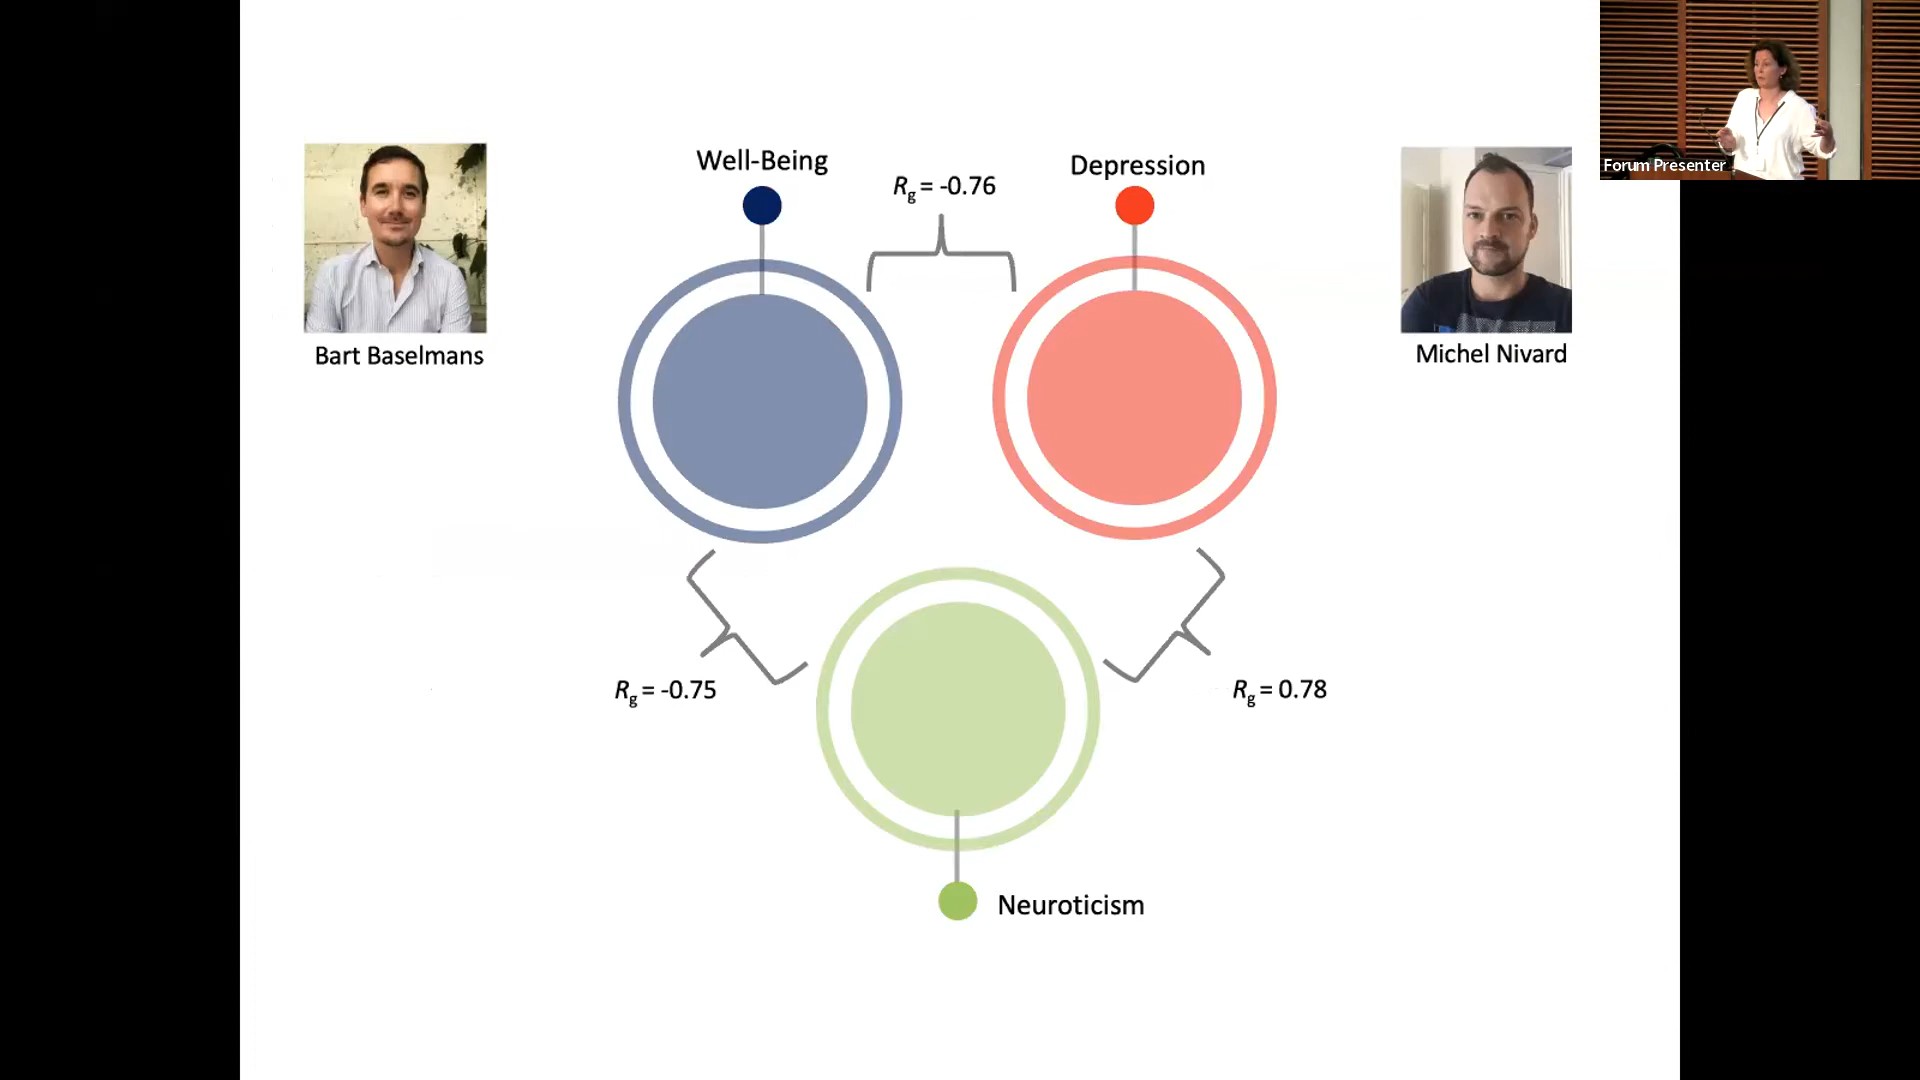 Forum Presenter
Well-Being
Depression
Rg = -0.76
Bart Baselmans
Michel Nivard
Rg = -0.75
Rg = 0.78
Neuroticism